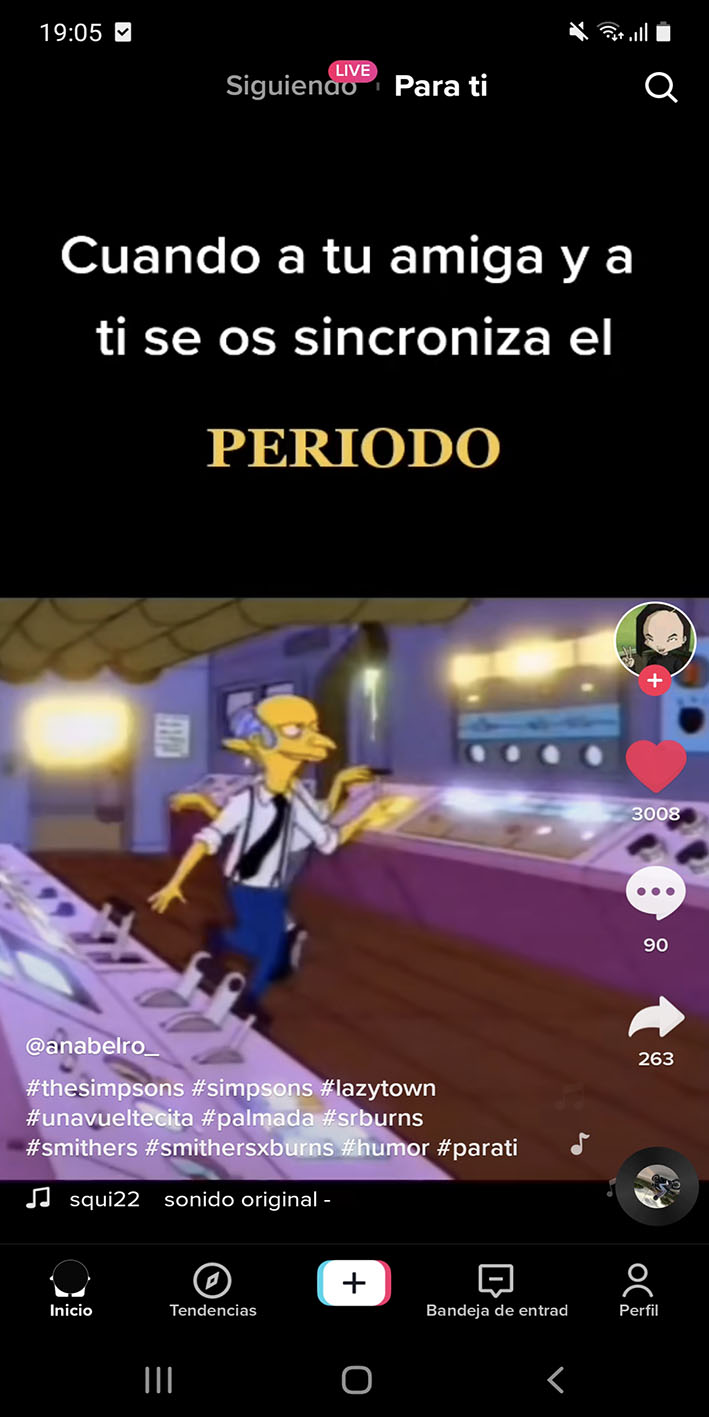 19:05
LIVE
Siguiendo
Para ti
Cuando a tu amiga y a
ti se os sincroniza el
PERIODO
3008
90
263
@anabelro_
#thesimpsons #simpsons #lazytown
#unavueltecita #palmada #srburns
#smithers #smithersxburns #humor #parati
squi22 sonido original -
Inicio
Tendencias
Bandeja de entrad
Perfil